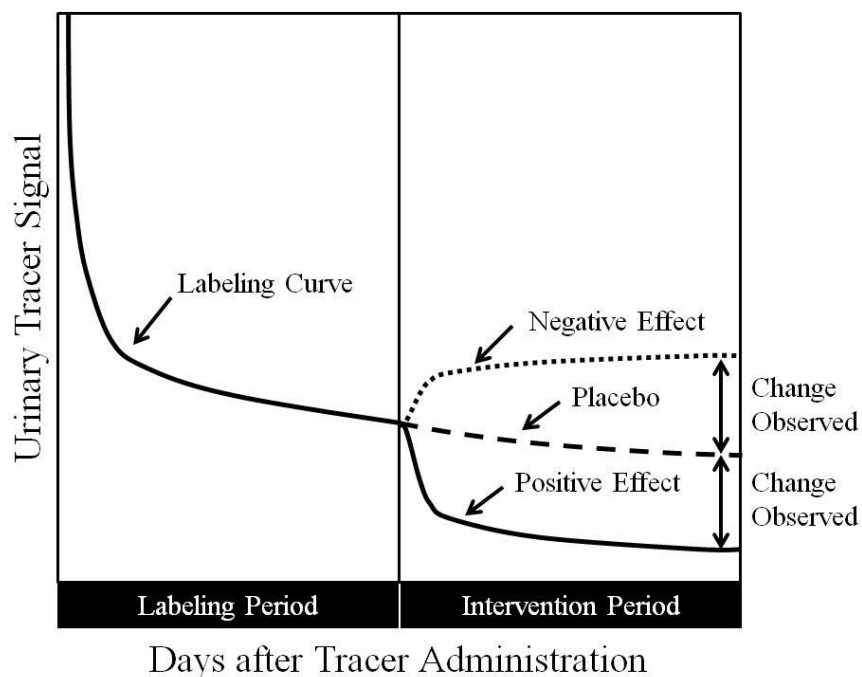 Urinary Tracer Signal
Labeling Curve
Negative Effect
Placebo
Positive Effect
Change
Observed
Change
Observed
Labeling Period
Intervention Period
Days after Tracer Administration